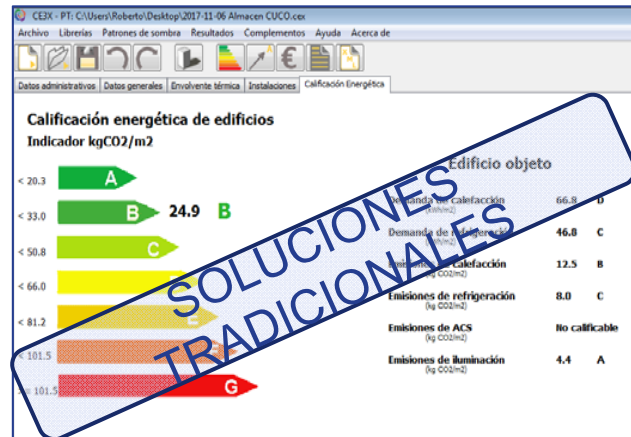 CE3X - PT: C:\Users\Roberto\Desktop\2017-11-06 Almacen CUCO.cex
Archivo Librerías Patrones de sombra Resultados Complementos Ayuda Acerca de
Datos administrativos Datos generales Envolvente térmica Instalaciones Calificación Energética
Calificación energética de edificios
Indicador kgCO2/m2
Edificio objeto
< 20.3 A
< 33.0 B 24.9 B
< 50.8 C
< 66.0
< 81.2 E
< 101.5
>= 101.5 G
Demanda de calefacción 66.8 D
(kWh/m2)
Demanda de refrigeración 46.8 C
(kWh/m2)
Emisiones de calefacción 12.5 B
(kg CO2/m2)
Emisiones de refrigeración 8.0 C
(kg CO2/m2)
Emisiones de ACS No calificable
(kg CO2/m2)
Emisiones de iluminación 4.4 A
(kg CO2/m2)
SOLUCIONES
TRADICIONALES